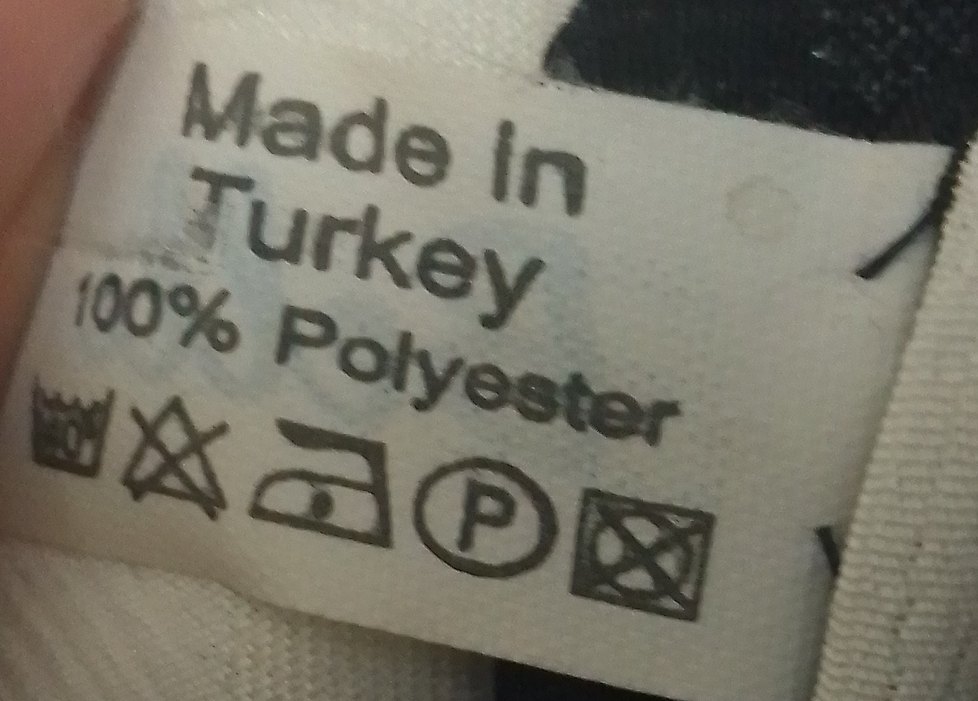 Made in
Turkey
100% Polyester
P